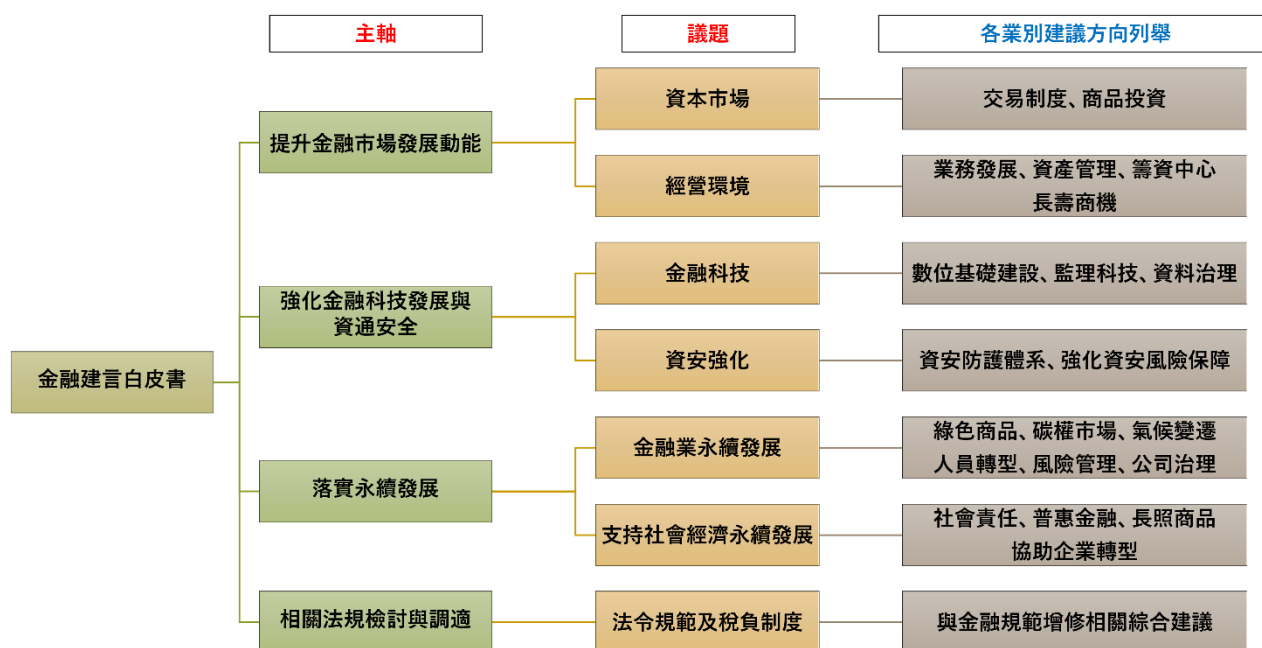 主軸
議題
各業別建議方向列舉
金融建言白皮書
提升金融市場發展動能
資本市場
交易制度、商品投資
經營環境
業務發展、資產管理、籌資中心
長壽商機
強化金融科技發展與
資通安全
金融科技
數位基礎建設、監理科技、資料治理
資安強化
資安防護體系、強化資安風險保障
落實永續發展
金融業永續發展
綠色商品、碳權市場、氣候變遷
人員轉型、風險管理、公司治理
支持社會經濟永續發展
社會責任、普惠金融、長照商品
協助企業轉型
相關法規檢討與調適
法令規範及稅負制度
與金融規範增修相關綜合建議